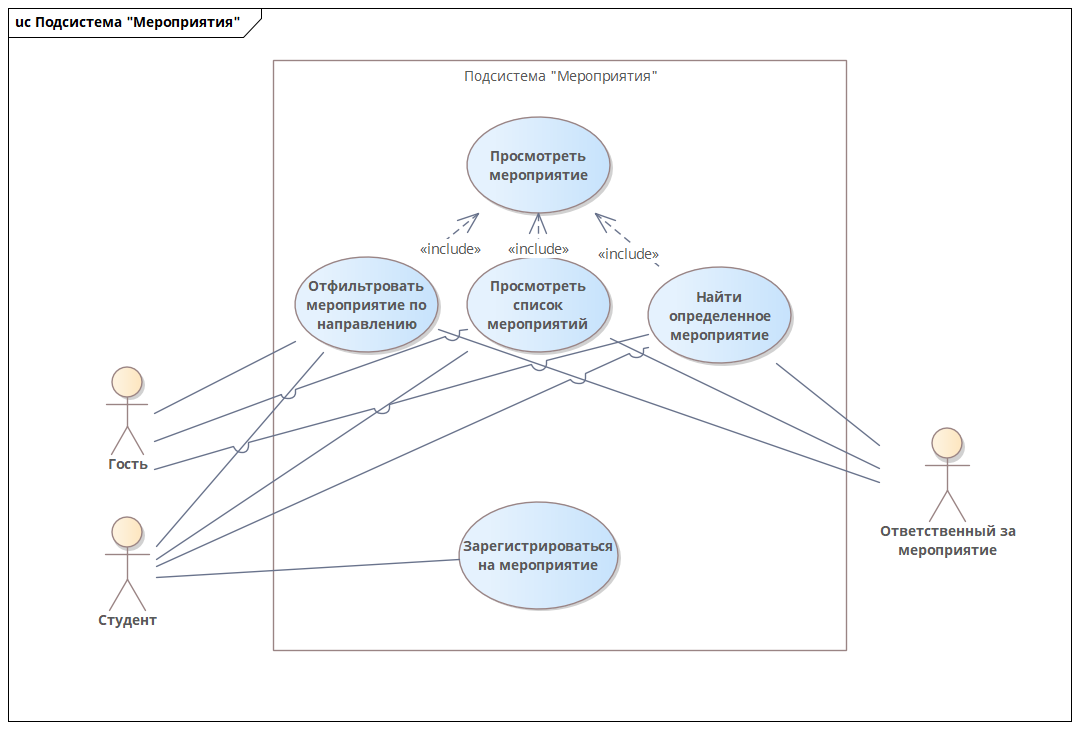 uc Подсистема "Мероприятия"
Подсистема "Мероприятия"
Просмотреть
мероприятие
«include»
«include»
«include»
Отфильтровать
мероприятие по
направлению
Просмотреть
список
мероприятий
Найти
определенное
мероприятие
Гость
Ответственный за
мероприятие
Зарегистрироваться
на мероприятие
Студент